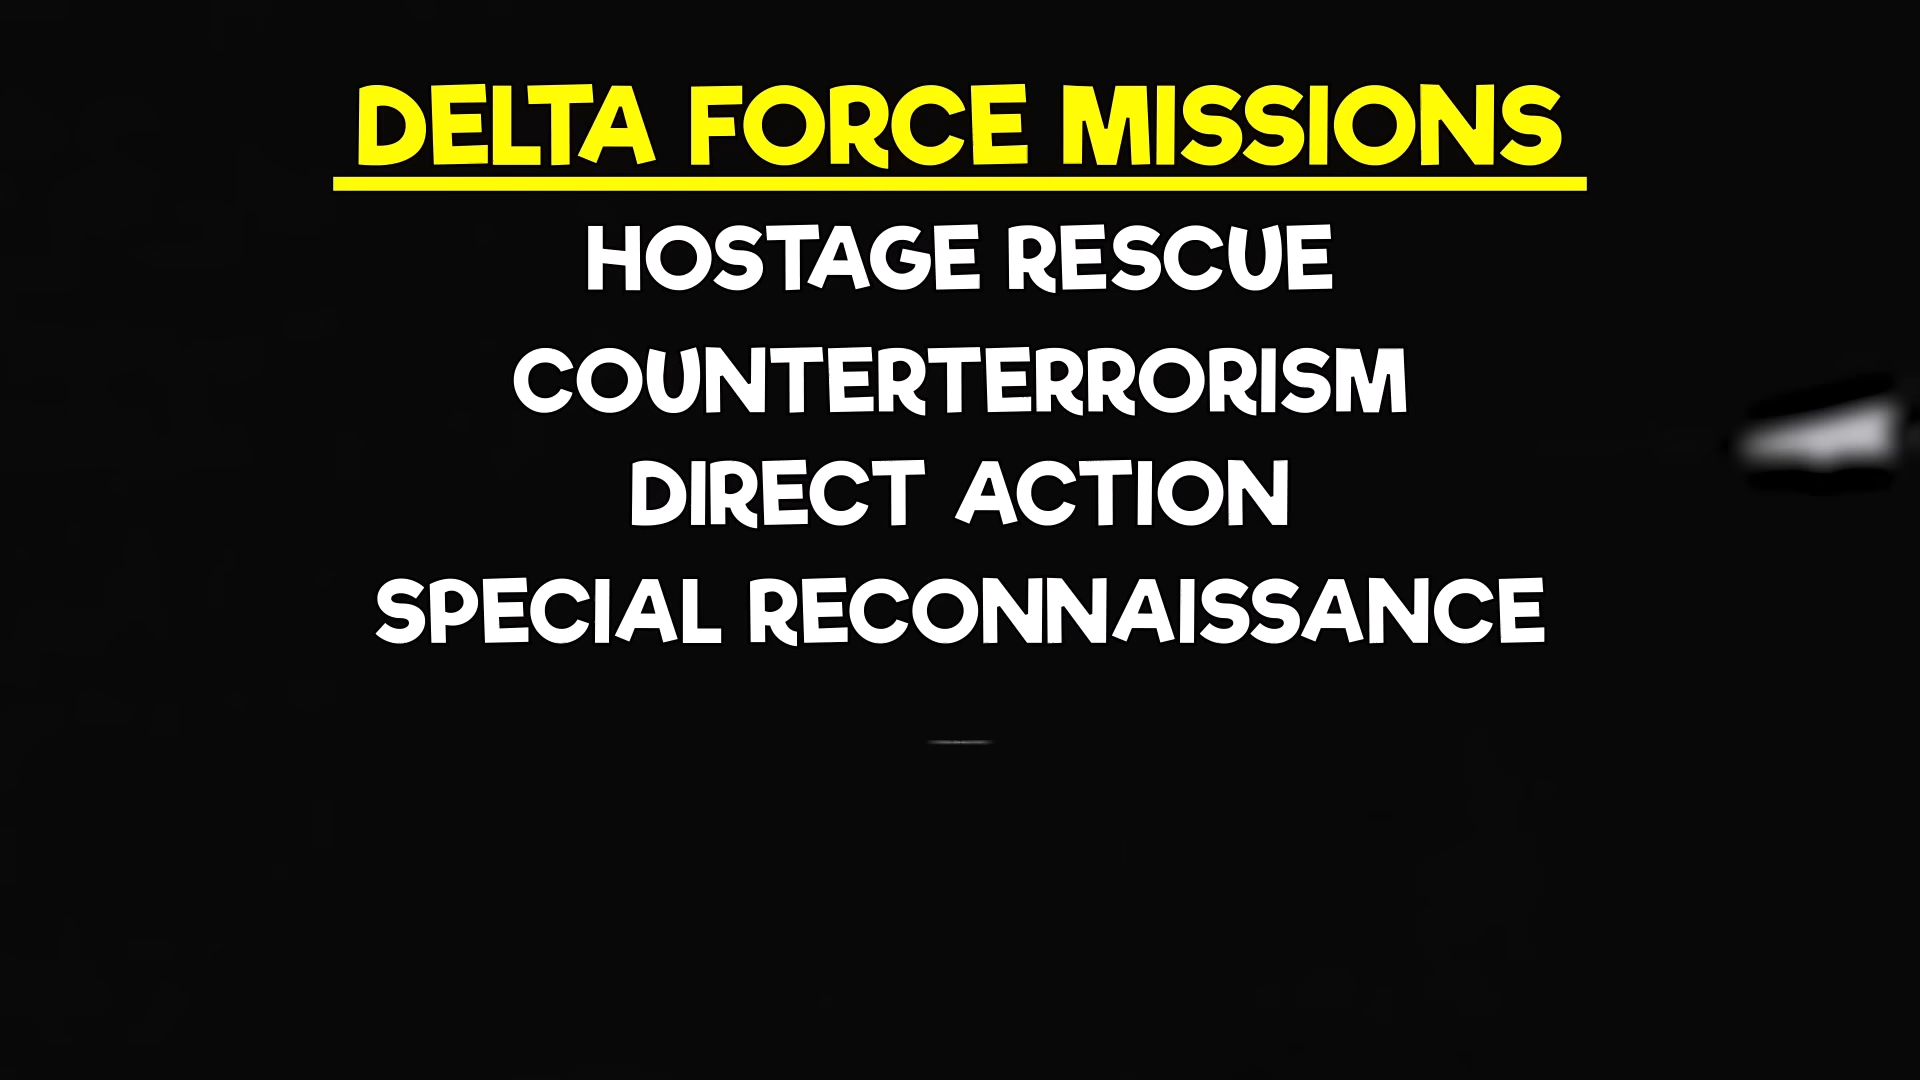 DELTA FORCE MISSIONS
HOSTAGE RESCUE
COUNTERTERRORISM
DIRECT ACTION
SPECIAL RECONNAISSANCE